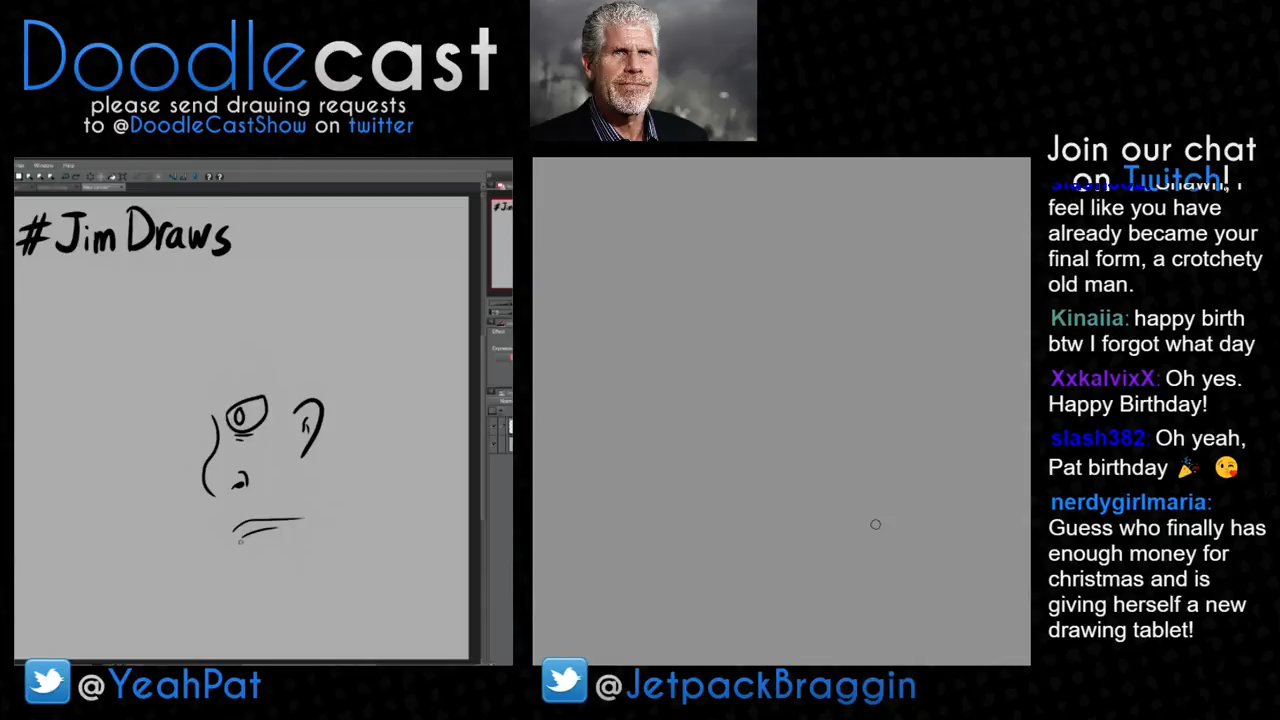 Doodlecast
please send drawing requests
to @DoodleCastShow on twitter
Window Help
#JimDraws
@YeahPat
@JetpackBraggin
Join our chat
on Twitch!
feel like you have
already became your
final form, a crotchety
old man.
Kinaiia: happy birth
btw I forgot what day
XxkalvixX: Oh yes.
Happy Birthday!
slash382: Oh yeah,
Pat birthday 🎉 😘
nerdygirlmaria:
Guess who finally has
enough money for
christmas and is
giving herself a new
drawing tablet!